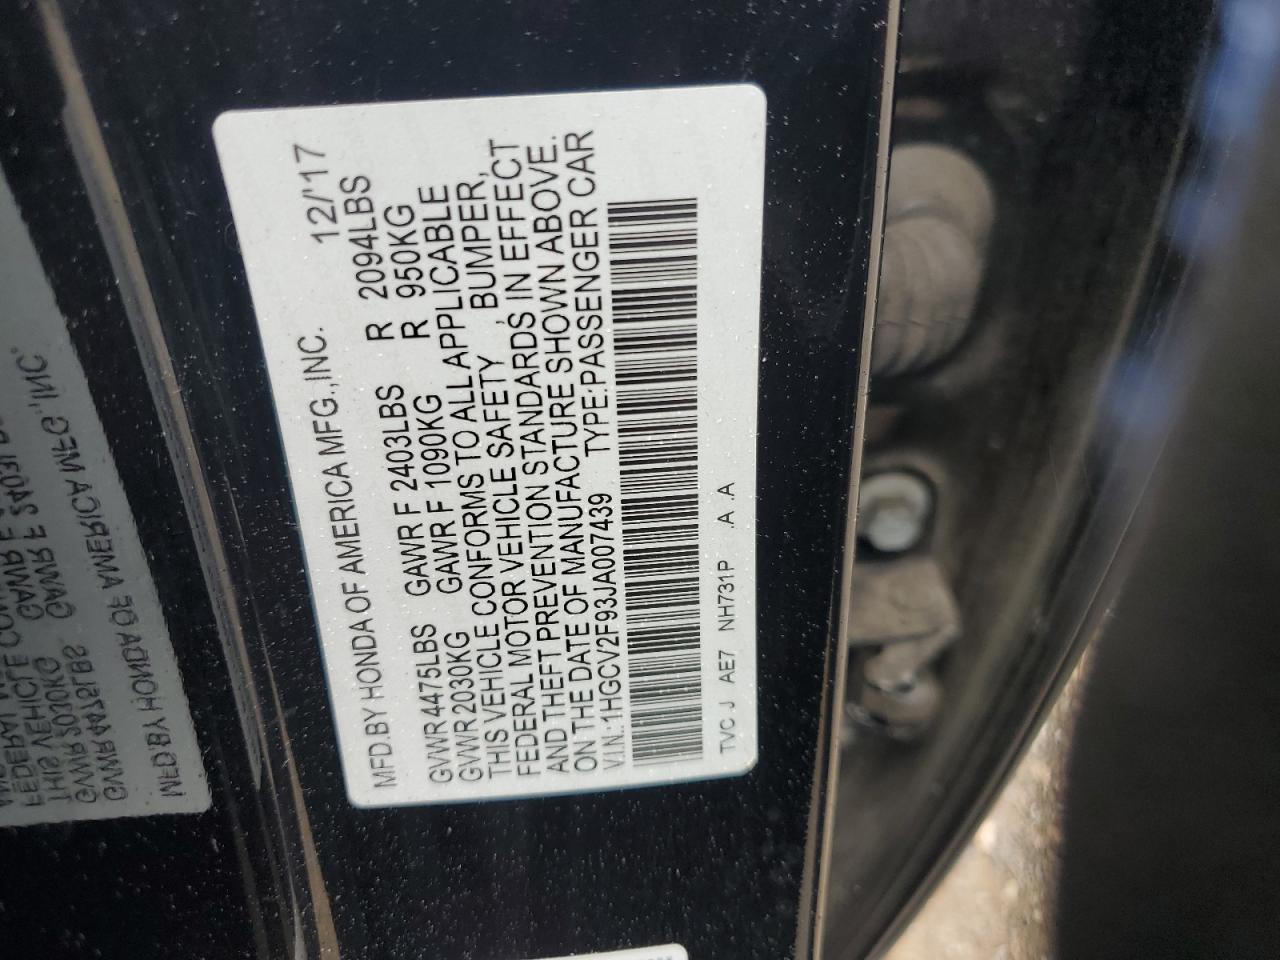 MFD.BY HONDA OF AMERICA MFG.,INC. 12/'17
GVWR 4475LBS GAWR F 2403LBS R 2094LBS
GVWR 2030KG GAWR F 1090KG R 950KG
THIS VEHICLE CONFORMS TO ALL APPLICABLE
FEDERAL MOTOR VEHICLE SAFETY, BUMPER,
AND THEFT PREVENTION STANDARDS IN EFFECT
ON THE DATE OF MANUFACTURE SHOWN ABOVE.
V.I.N.:1HGCV2F93JA007439 TYPE:PASSENGER CAR
TVC J AE7 NH731P .A .A